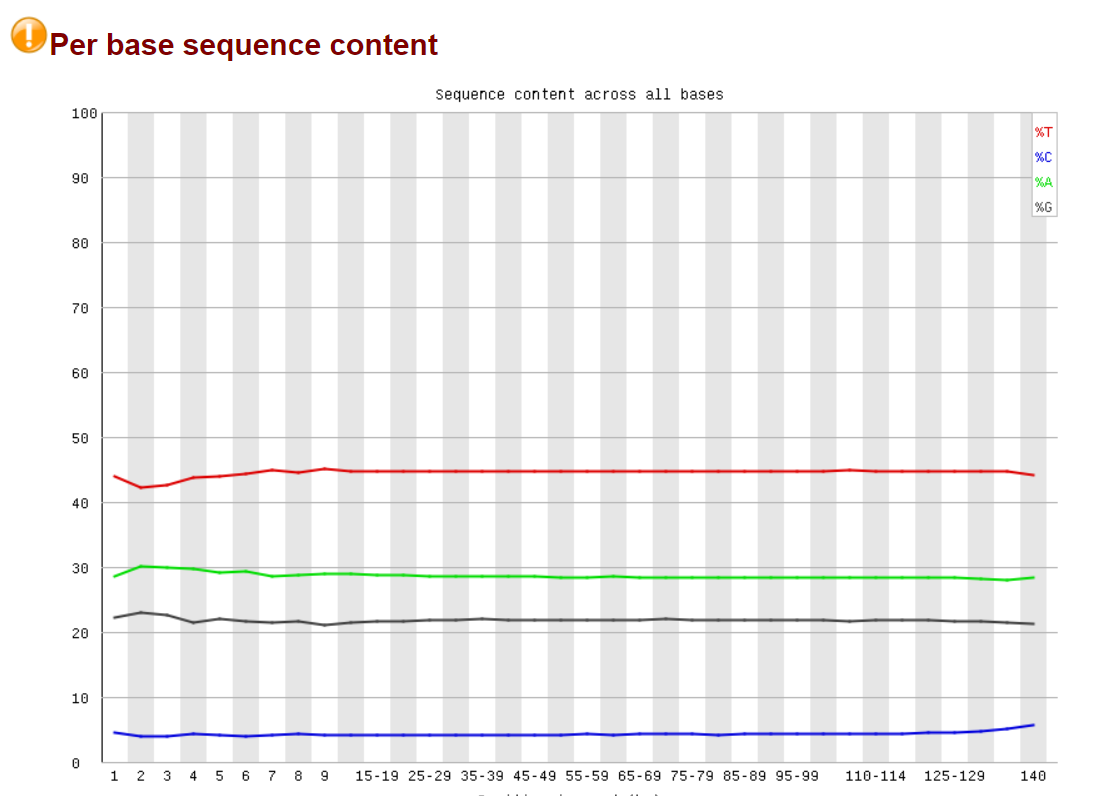 Per base sequence content
Sequence content across all bases
100
%T
%C
90
%A
%G
80
70
60
50
40
30
20
10
0
1 2 3 4 5 6 7 8 9 15-19 25-29 35-39 45-49 55-59 65-69 75-79 85-89 95-99 110-114 125-129 140